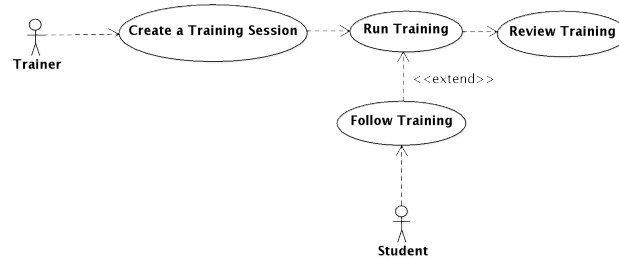 Create a Training Session
Run Training
Review Training
Trainer
<<extend>>
Follow Training
Student